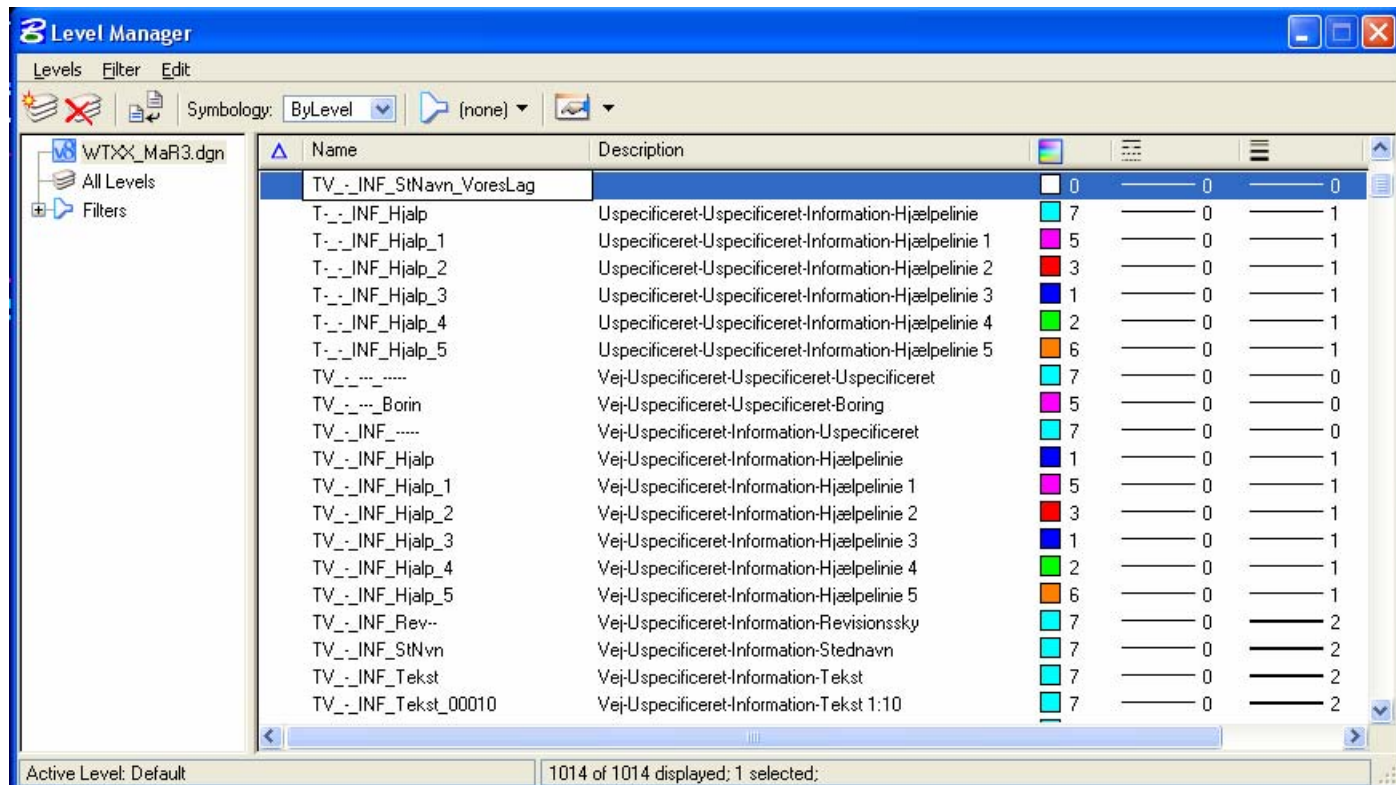 Level Manager
Levels Filter Edit
Symbology: ByLevel (none)
WTXX_MaR3.dgn
All Levels
Filters
Name Description
TV_-_INF_StNavn_VoresLag 0 0 0
T-_-_INF_Hjalp Uspecificeret-Uspecificeret-Information-Hjælpelinie 7 0 1
T-_-_INF_Hjalp_1 Uspecificeret-Uspecificeret-Information-Hjælpelinie 1 5 0 1
T-_-_INF_Hjalp_2 Uspecificeret-Uspecificeret-Information-Hjælpelinie 2 3 0 1
T-_-_INF_Hjalp_3 Uspecificeret-Uspecificeret-Information-Hjælpelinie 3 1 0 1
T-_-_INF_Hjalp_4 Uspecificeret-Uspecificeret-Information-Hjælpelinie 4 2 0 1
T-_-_INF_Hjalp_5 Uspecificeret-Uspecificeret-Information-Hjælpelinie 5 6 0 1
TV_-_---_----- Vej-Uspecificeret-Uspecificeret-Uspecificeret 7 0 0
TV_-_---_Borin Vej-Uspecificeret-Uspecificeret-Boring 5 0 0
TV_-_INF_----- Vej-Uspecificeret-Information-Uspecificeret 7 0 0
TV_-_INF_Hjalp Vej-Uspecificeret-Information-Hjælpelinie 1 0 1
TV_-_INF_Hjalp_1 Vej-Uspecificeret-Information-Hjælpelinie 1 5 0 1
TV_-_INF_Hjalp_2 Vej-Uspecificeret-Information-Hjælpelinie 2 3 0 1
TV_-_INF_Hjalp_3 Vej-Uspecificeret-Information-Hjælpelinie 3 1 0 1
TV_-_INF_Hjalp_4 Vej-Uspecificeret-Information-Hjælpelinie 4 2 0 1
TV_-_INF_Hjalp_5 Vej-Uspecificeret-Information-Hjælpelinie 5 6 0 1
TV_-_INF_Rev-- Vej-Uspecificeret-Information-Revisionssky 7 0 2
TV_-_INF_StNvn Vej-Uspecificeret-Information-Stednavn 7 0 2
TV_-_INF_Tekst Vej-Uspecificeret-Information-Tekst 7 0 2
TV_-_INF_Tekst_00010 Vej-Uspecificeret-Information-Tekst 1:10 7 0 2
Active Level: Default 1014 of 1014 displayed; 1 selected;